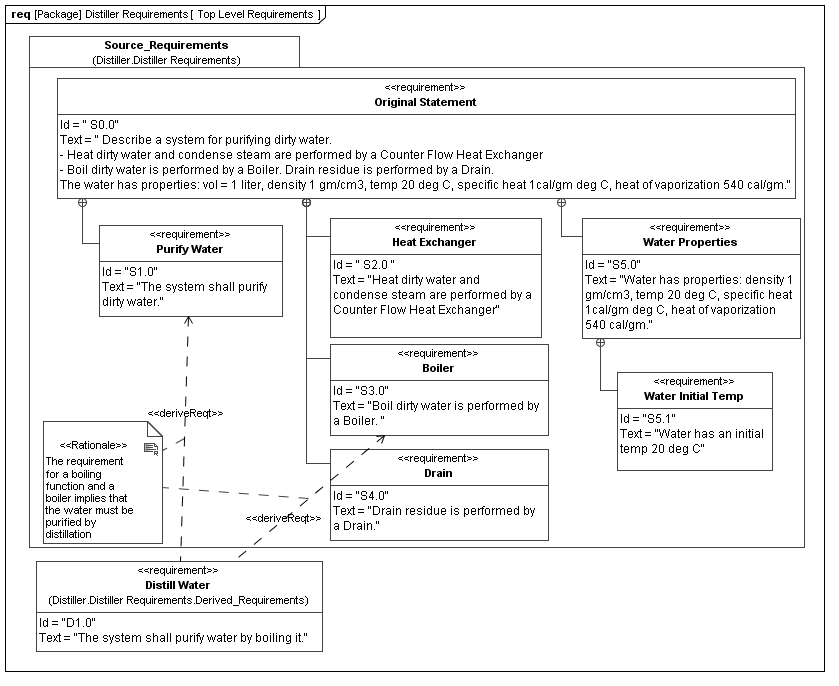 req [Package] Distiller Requirements [ Top Level Requirements ]
Source_Requirements
(Distiller.Distiller Requirements)
<<requirement>>
Original Statement
Id = " S0.0"
Text = " Describe a system for purifying dirty water.
- Heat dirty water and condense steam are performed by a Counter Flow Heat Exchanger
- Boil dirty water is performed by a Boiler. Drain residue is performed by a Drain.
The water has properties: vol = 1 liter, density 1 gm/cm3, temp 20 deg C, specific heat 1cal/gm deg C, heat of vaporization 540 cal/gm."
<<requirement>>
Purify Water
Id = "S1.0"
Text = "The system shall purify
dirty water."
<<requirement>>
Heat Exchanger
Id = " S2.0 "
Text = "Heat dirty water and
condense steam are performed by a
Counter Flow Heat Exchanger"
<<requirement>>
Water Properties
Id = "S5.0"
Text = "Water has properties: density 1
gm/cm3, temp 20 deg C, specific heat
1cal/gm deg C, heat of vaporization
540 cal/gm."
<<requirement>>
Boiler
Id = "S3.0"
Text = "Boil dirty water is performed by
a Boiler. "
<<requirement>>
Water Initial Temp
Id = "S5.1"
Text = "Water has an initial
temp 20 deg C"
<<deriveReqt>>
<<Rationale>>
The requirement
for a boiling
function and a
boiler implies that
the water must be
purified by
distillation
<<requirement>>
Drain
Id = "S4.0"
Text = "Drain residue is performed by
a Drain."
<<deriveReqt>>
<<requirement>>
Distill Water
(Distiller.Distiller Requirements.Derived_Requirements)
Id = "D1.0"
Text = "The system shall purify water by boiling it."